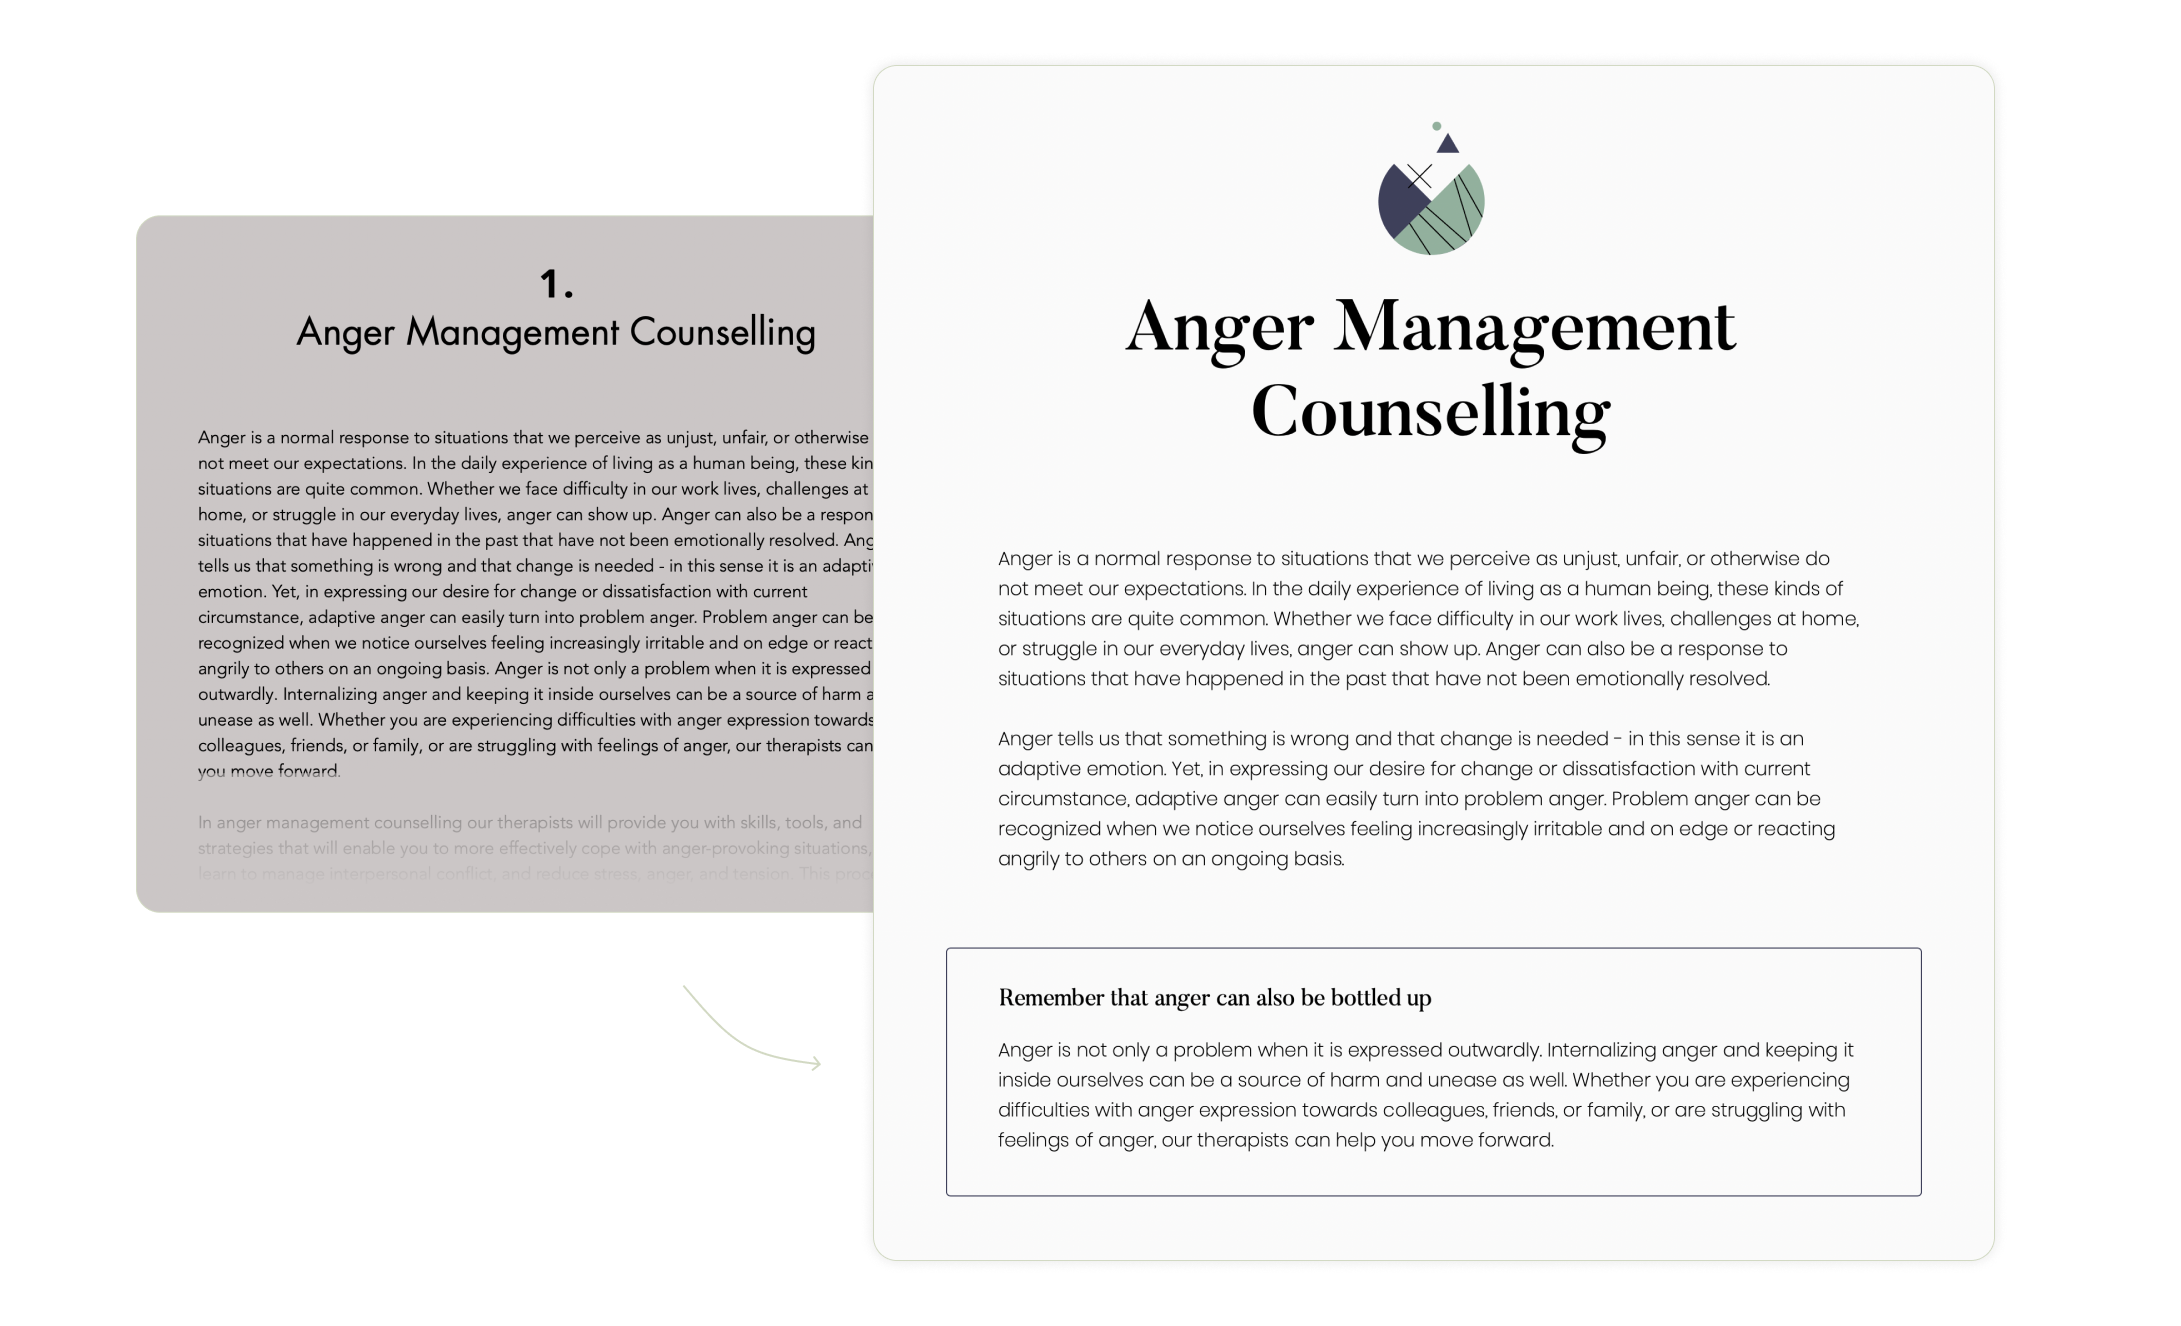 1.
Anger Management Counselling
Anger is a normal response to situations that we perceive as unjust, unfair, or otherwise
not meet our expectations. In the daily experience of living as a human being, these
situations are quite common. Whether we face difficulty in our work lives, challenges at
home, or struggle in our everyday lives, anger can show up. Anger can also be a
situations that have happened in the past that have not been emotionally resolved.
tells us that something is wrong and that change is needed - in this sense it is an
emotion. Yet, in expressing our desire for change or dissatisfaction with current
circumstance, adaptive anger can easily turn into problem anger. Problem anger can be
recognized when we notice ourselves feeling increasingly irritable and on edge or
angrily to others on an ongoing basis. Anger is not only a problem when it is expressed
outwardly. Internalizing anger and keeping it inside ourselves can be a source of harm
unease as well. Whether you are experiencing difficulties with anger expression towards
colleagues, friends, or family, or are struggling with feelings of anger, our therapists can
you move forward.
In anger management counselling our therapists will provide you with skills, tools, and
strategies that will enable you to more effectively cope with anger-provoking situations,
learn to manage interpersonal conflict, and reduce stress, anger, and tension. This
Anger Management
Counselling
Anger is a normal response to situations that we perceive as unjust, unfair, or otherwise do
not meet our expectations. In the daily experience of living as a human being, these kinds of
situations are quite common. Whether we face difficulty in our work lives, challenges at home,
or struggle in our everyday lives, anger can show up. Anger can also be a response to
situations that have happened in the past that have not been emotionally resolved.
Anger tells us that something is wrong and that change is needed - in this sense it is an
adaptive emotion. Yet, in expressing our desire for change or dissatisfaction with current
circumstance, adaptive anger can easily turn into problem anger. Problem anger can be
recognized when we notice ourselves feeling increasingly irritable and on edge or reacting
angrily to others on an ongoing basis.
Remember that anger can also be bottled up
Anger is not only a problem when it is expressed outwardly. Internalizing anger and keeping it
inside ourselves can be a source of harm and unease as well. Whether you are experiencing
difficulties with anger expression towards colleagues, friends, or family, or are struggling with
feelings of anger, our therapists can help you move forward.